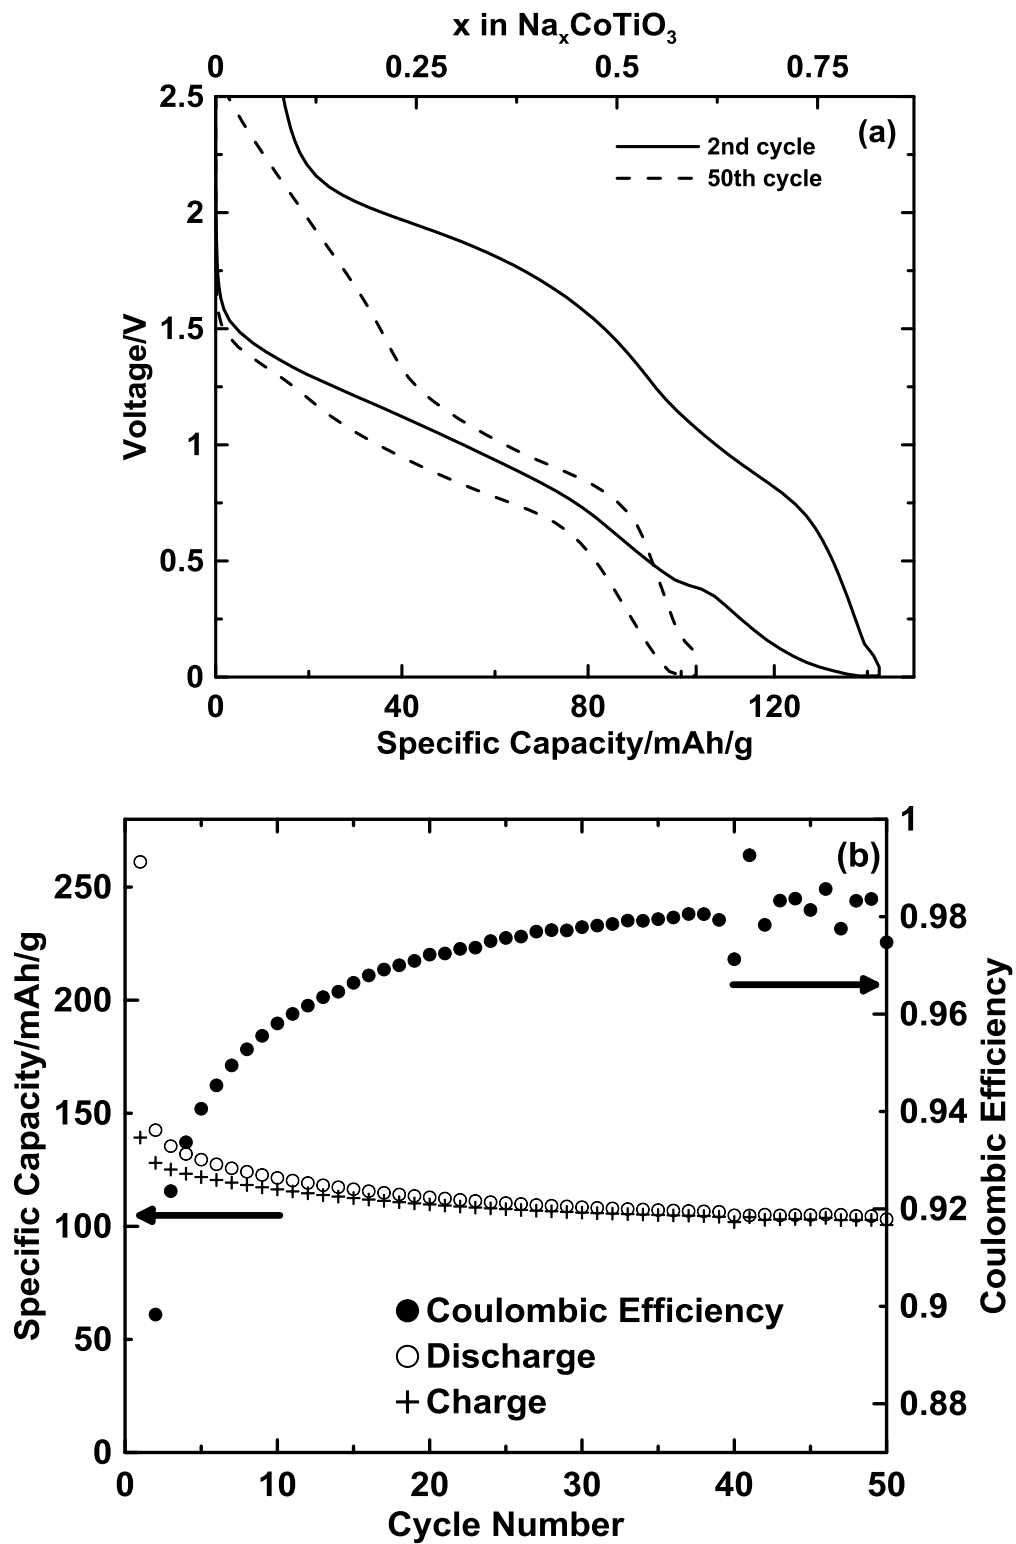 x in NaₓCoTiO₃
0 0.25 0.5 0.75
2.5
2
1.5
1
0.5
0
Voltage/V
(a)
2nd cycle
50th cycle
0 40 80 120
Specific Capacity/mAh/g
250
200
150
100
50
0
Specific Capacity/mAh/g
(b)
1
0.98
0.96
0.94
0.92
0.9
0.88
Coulombic Efficiency
Coulombic Efficiency
Discharge
Charge
0 10 20 30 40 50
Cycle Number